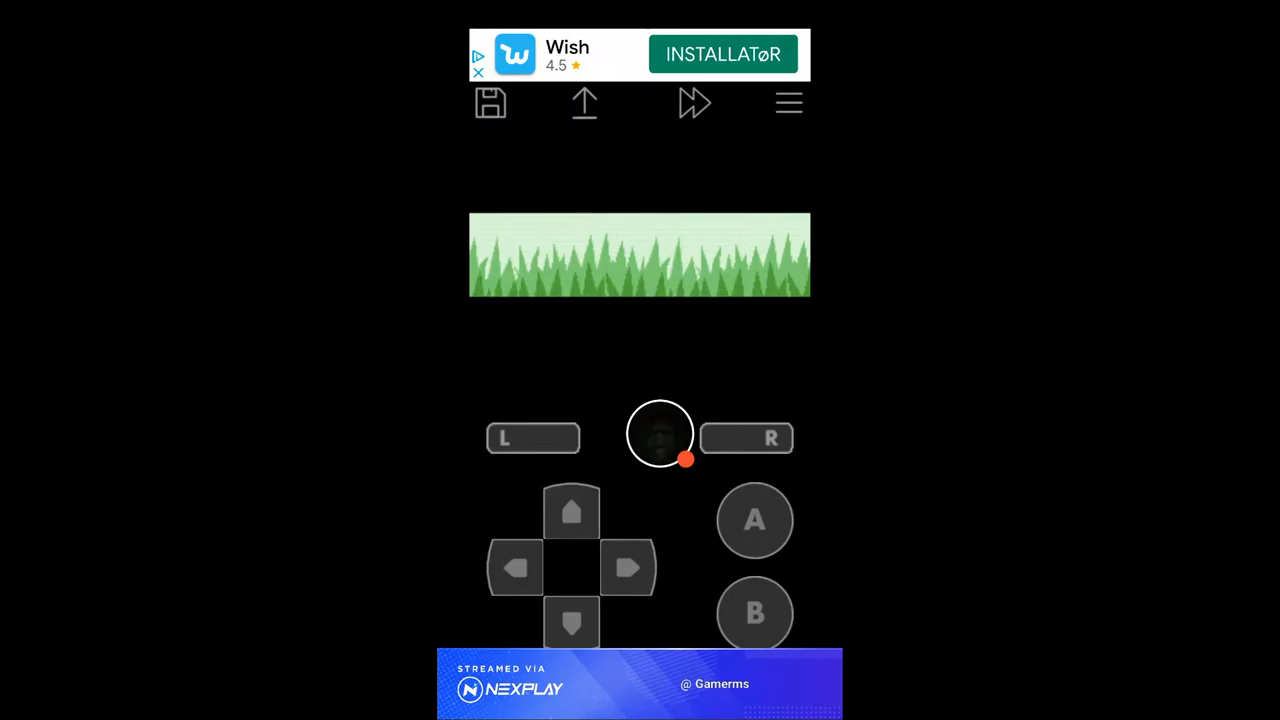 Wish
4.5 ★
INSTALLATøR
L
R
A
B
STREAMED VIA
NEXPLAY
@ Gamerms